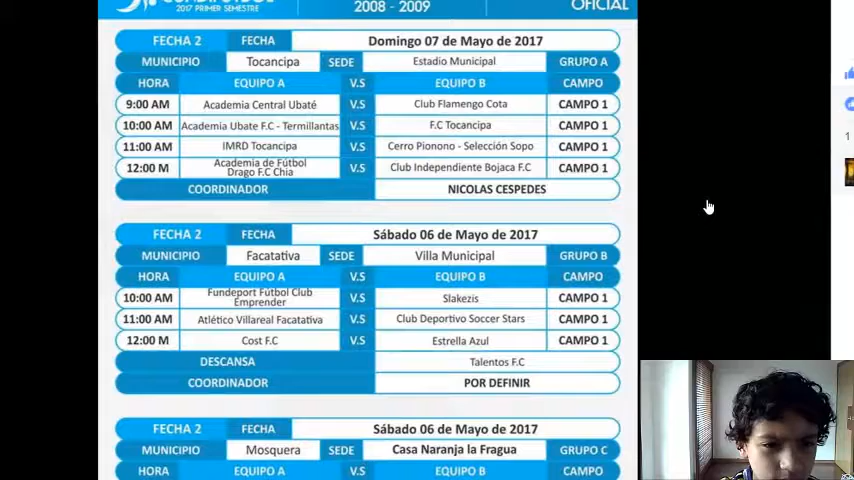 2017 PRIMER SEMESTRE
2008 - 2009
OFICIAL
FECHA 2 FECHA Domingo 07 de Mayo de 2017
MUNICIPIO Tocancipa SEDE Estadio Municipal GRUPO A
HORA EQUIPO A V.S EQUIPO B CAMPO
9:00 AM Academia Central Ubaté V.S Club Flamengo Cota CAMPO 1
10:00 AM Academia Ubate F.C - Termillantas V.S F.C Tocancipa CAMPO 1
11:00 AM IMRD Tocancipa V.S Cerro Pionono - Selección Sopo CAMPO 1
12:00 M Academia de Fútbol Drago F.C Chia V.S Club Independiente Bojaca F.C CAMPO 1
COORDINADOR NICOLAS CESPEDES
FECHA 2 FECHA Sábado 06 de Mayo de 2017
MUNICIPIO Facatativa SEDE Villa Municipal GRUPO B
HORA EQUIPO A V.S EQUIPO B CAMPO
10:00 AM Fundeport Fútbol Club Emprender V.S Slakezis CAMPO 1
11:00 AM Atlético Villareal Facatativa V.S Club Deportivo Soccer Stars CAMPO 1
12:00 M Cost F.C V.S Estrella Azul CAMPO 1
DESCANSA Talentos F.C
COORDINADOR POR DEFINIR
FECHA 2 FECHA Sábado 06 de Mayo de 2017
MUNICIPIO Mosquera SEDE Casa Naranja la Fragua GRUPO C
HORA EQUIPO A V.S EQUIPO B CAMPO
1